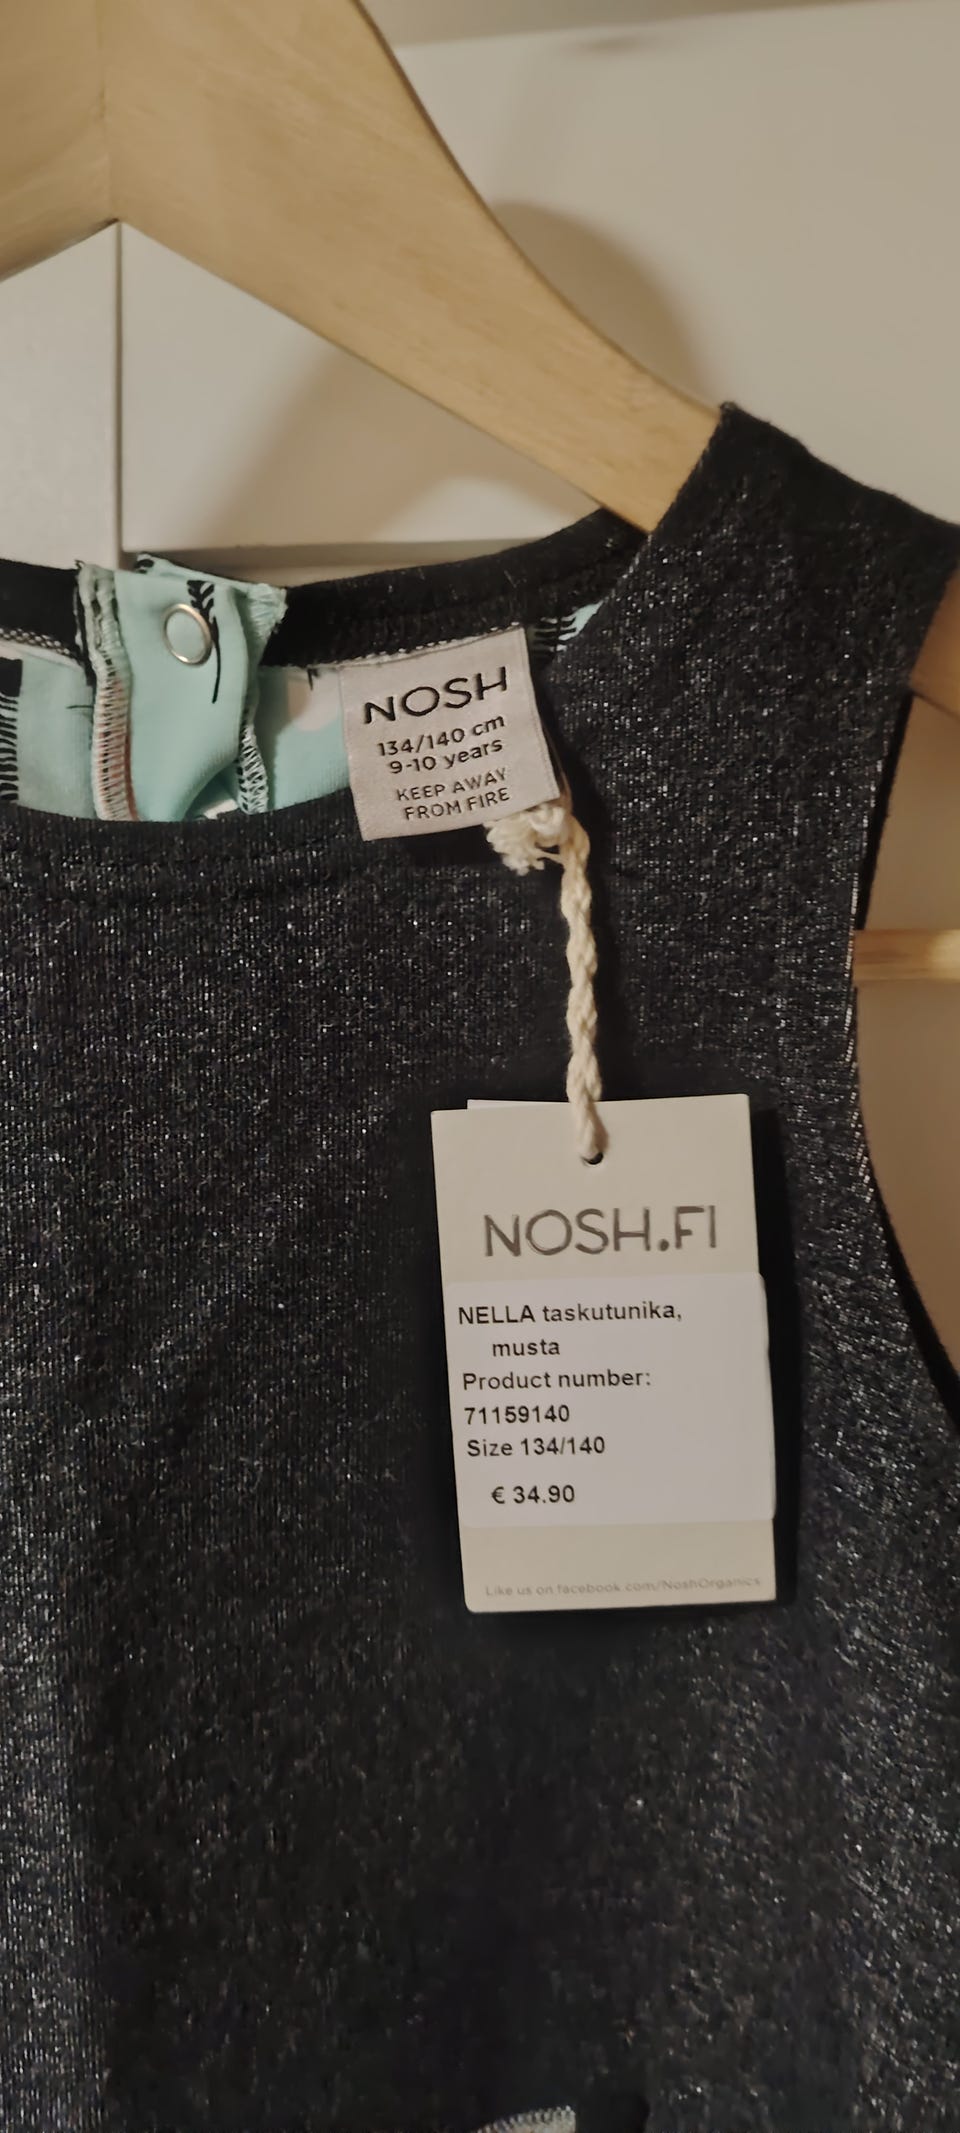 NOSH
134/140 cm
9-10 years
KEEP AWAY
FROM FIRE
NOSH.FI
NELLA taskutunika,
musta
Product number:
71159140
Size 134/140
€ 34.90
Like us on facebook.com/NoshOrganics